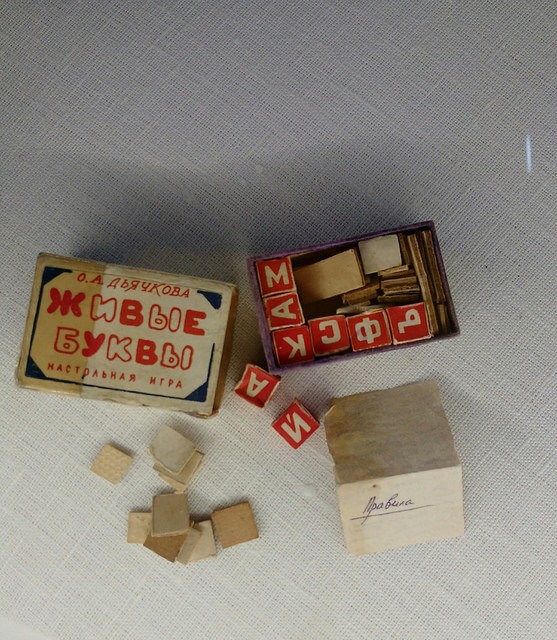 О. А. ДЬЯЧКОВА
ЖИВЫЕ
БУКВЫ
НАСТОЛЬНАЯ ИГРА
М
А
К С Ф Ъ
А
Й
Правила